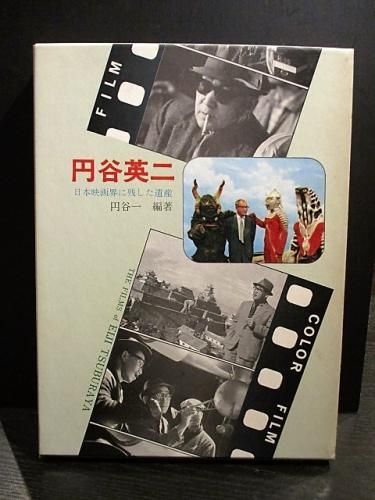 FILM
円谷英二
日本映画界に残した遺産
円谷一 編著
THE FILMS of EIJI TSUBURAYA
COLOR FILM